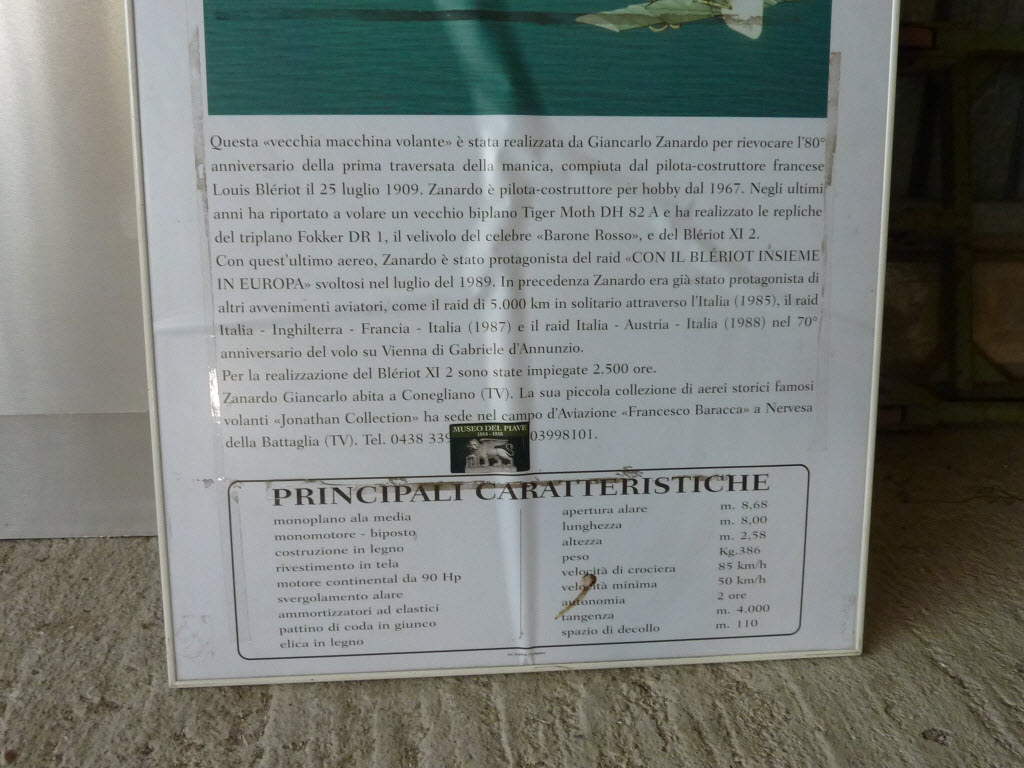 Questa «vecchia macchina volante» è stata realizzata da Giancarlo Zanardo per rievocare l'80°
anniversario della prima traversata della manica, compiuta dal pilota-costruttore francese
Louis Blériot il 25 luglio 1909. Zanardo è pilota-costruttore per hobby dal 1967. Negli ultimi
anni ha riportato a volare un vecchio biplano Tiger Moth DH 82 A e ha realizzato le repliche
del triplano Fokker DR 1, il velivolo del celebre «Barone Rosso», e del Blériot XI 2.
Con quest'ultimo aereo, Zanardo è stato protagonista del raid «CON IL BLÉRIOT INSIEME
IN EUROPA» svoltosi nel luglio del 1989. In precedenza Zanardo era già stato protagonista di
altri avvenimenti aviatori, come il raid di 5.000 km in solitario attraverso l'Italia (1985), il raid
Italia - Inghilterra - Francia - Italia (1987) e il raid Italia - Austria - Italia (1988) nel 70°
anniversario del volo su Vienna di Gabriele d'Annunzio.
Per la realizzazione del Blériot XI 2 sono state impiegate 2.500 ore.
Zanardo Giancarlo abita a Conegliano (TV). La sua piccola collezione di aerei storici famosi
volanti «Jonathan Collection» ha sede nel campo d'Aviazione «Francesco Baracca» a Nervesa
della Battaglia (TV). Tel. 0438 339 03998101.
MUSEO DEL PIAVE
1914 - 1918
PRINCIPALI CARATTERISTICHE
monoplano ala media
monomotore - biposto
costruzione in legno
rivestimento in tela
motore continental da 90 Hp
svergolamento alare
ammortizzatori ad elastici
pattino di coda in giunco
elica in legno
apertura alare m. 8,68
lunghezza m. 8,00
altezza m. 2,58
peso Kg.386
velocità di crociera 85 km/h
velocità minima 50 km/h
autonomia 2 ore
tangenza m. 4.000
spazio di decollo m. 110